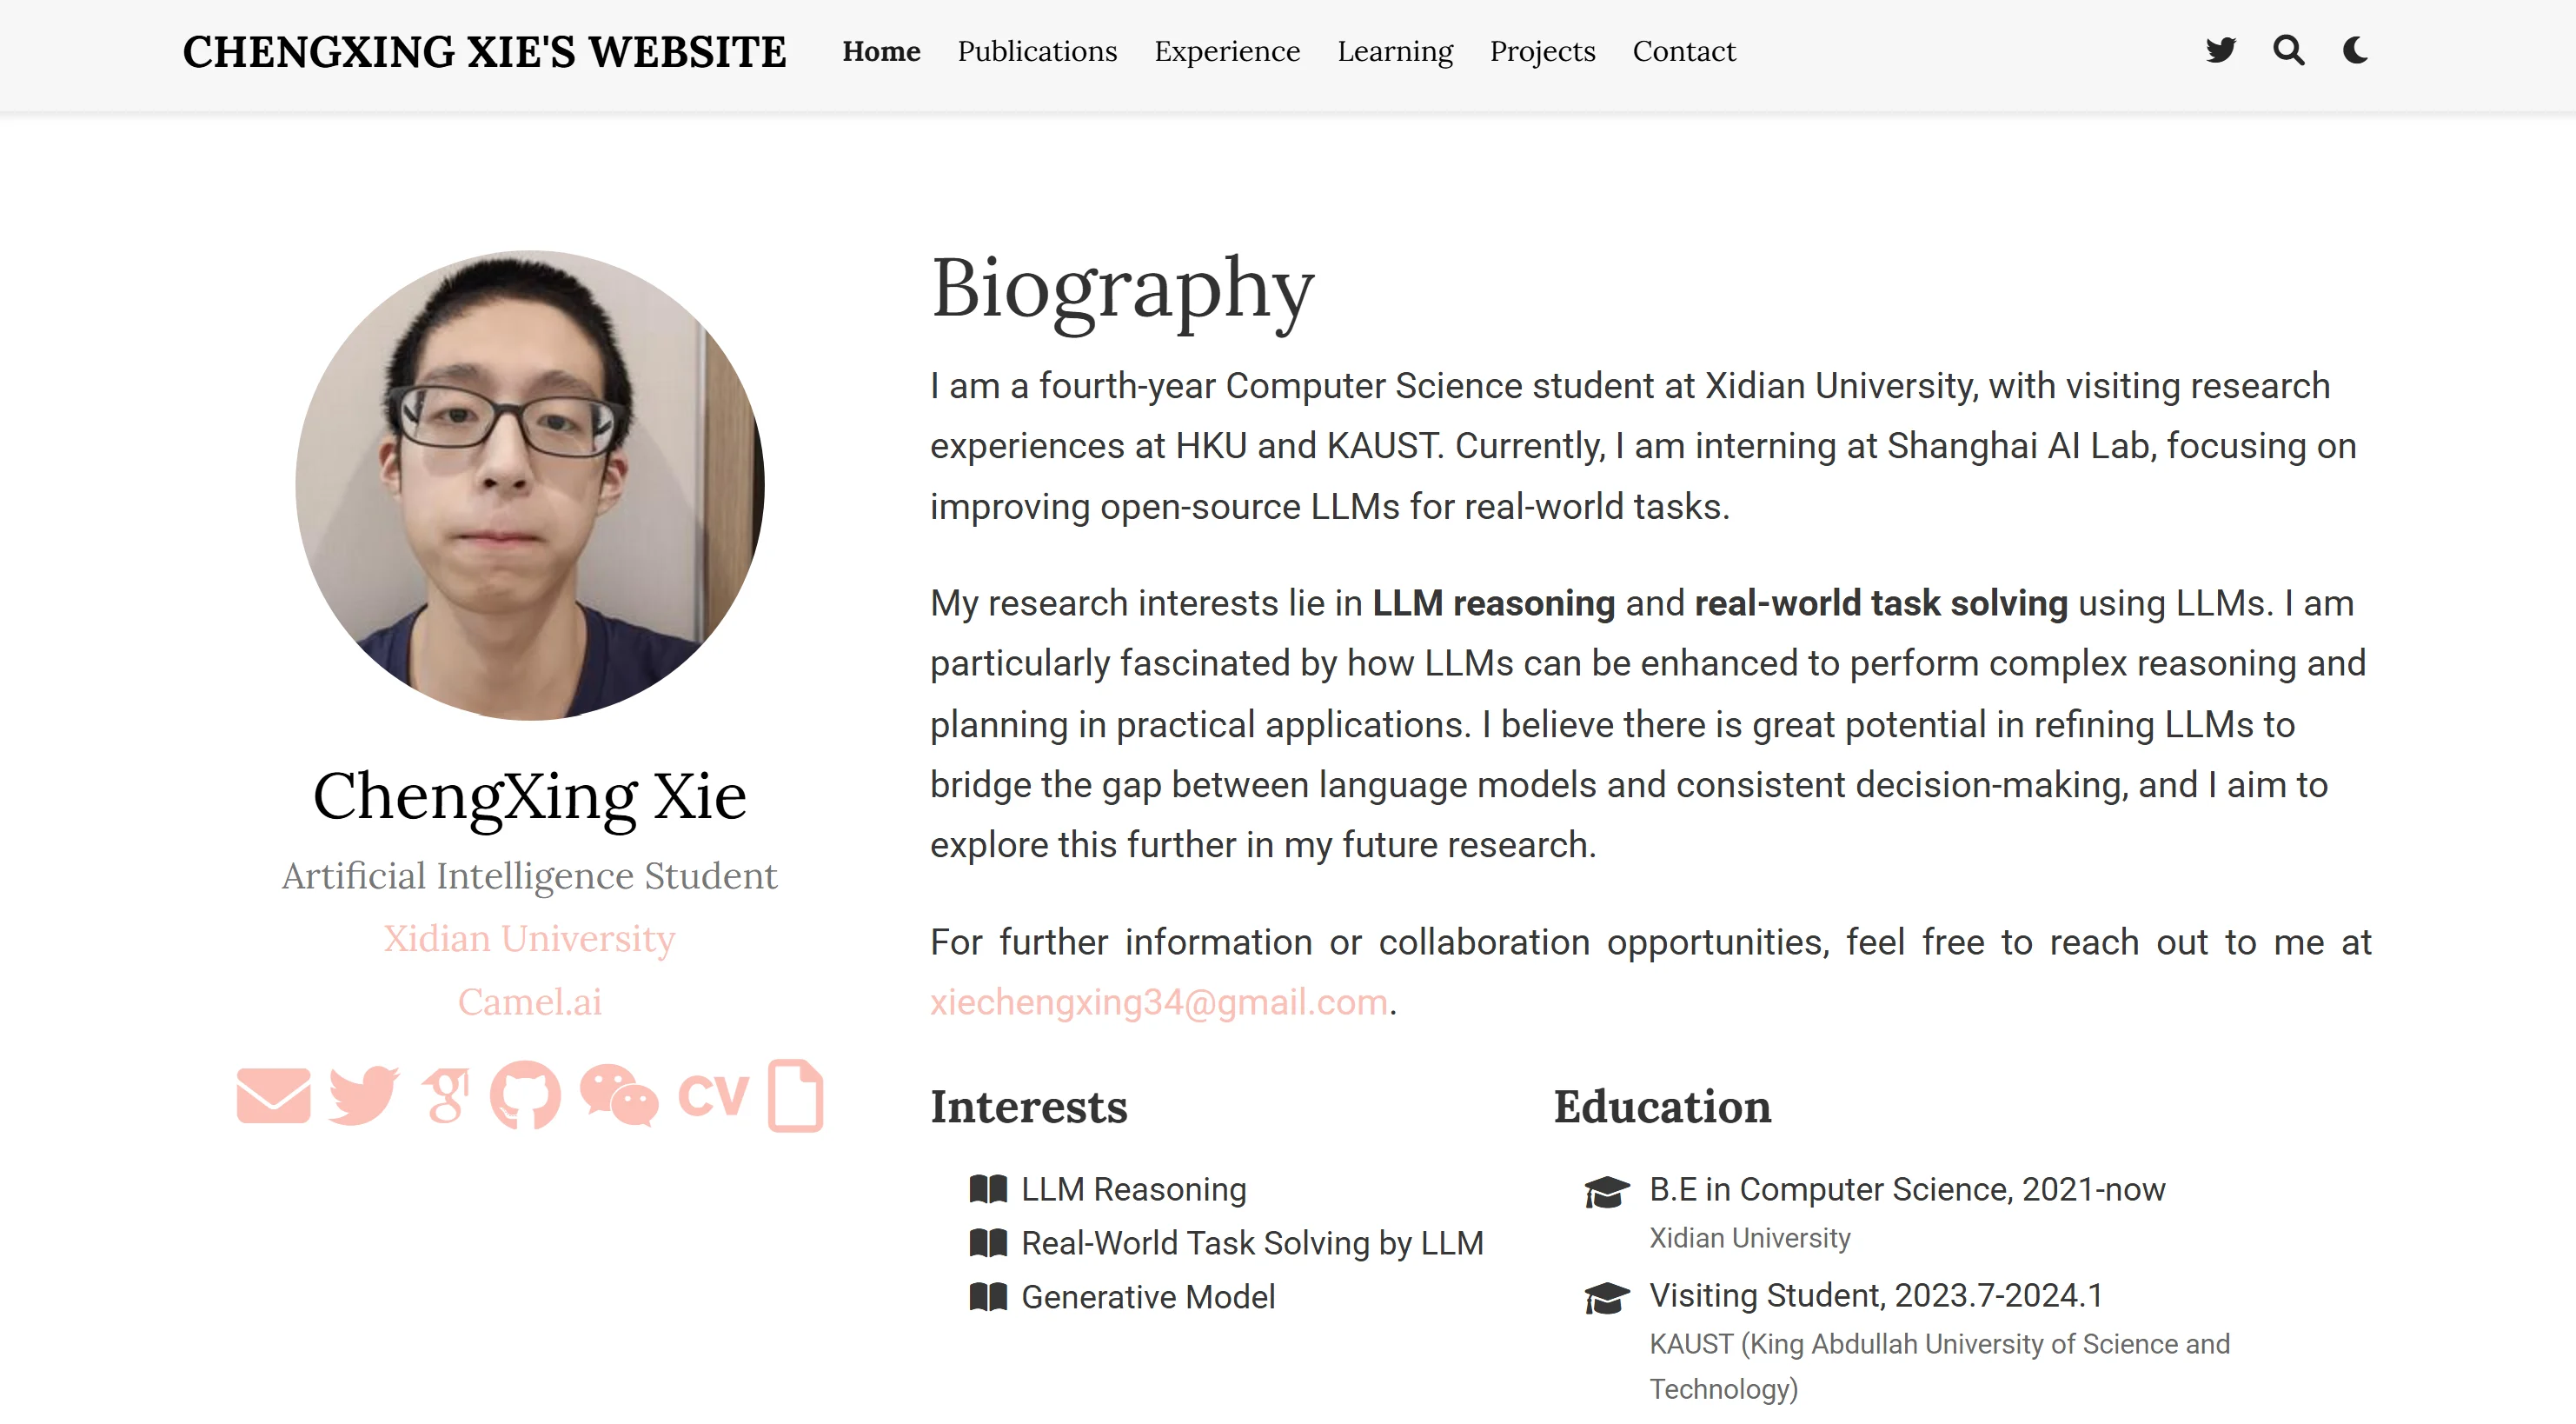 CHENGXING XIE'S WEBSITE
Home Publications Experience Learning Projects Contact
ChengXing Xie
Artificial Intelligence Student
Xidian University
Camel.ai
CV
Biography
I am a fourth-year Computer Science student at Xidian University, with visiting research
experiences at HKU and KAUST. Currently, I am interning at Shanghai AI Lab, focusing on
improving open-source LLMs for real-world tasks.
My research interests lie in LLM reasoning and real-world task solving using LLMs. I am
particularly fascinated by how LLMs can be enhanced to perform complex reasoning and
planning in practical applications. I believe there is great potential in refining LLMs to
bridge the gap between language models and consistent decision-making, and I aim to
explore this further in my future research.
For further information or collaboration opportunities, feel free to reach out to me at
xiechengxing34@gmail.com.
Interests
LLM Reasoning
Real-World Task Solving by LLM
Generative Model
Education
B.E in Computer Science, 2021-now
Xidian University
Visiting Student, 2023.7-2024.1
KAUST (King Abdullah University of Science and
Technology)